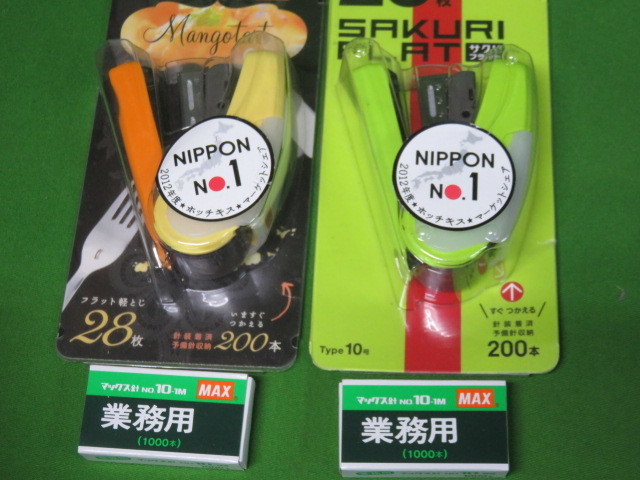 Mangotart
NIPPON
NO.1
2012年度★ホッチキス★マーケットシェア
フラット軽とじ
28枚
いますぐ
つかえる
針装着済
予備針収納
200本
枚
SAKURI
FLAT
サクリ
フラット
NIPPON
NO.1
2012年度★ホッチキス★マーケットシェア
すぐつかえる
針装着済
予備針収納
200本
Type 10号
マックス針 NO.10-1M
MAX
業務用
(1000本)
マックス針 NO.10-1M
MAX
業務用
(1000本)